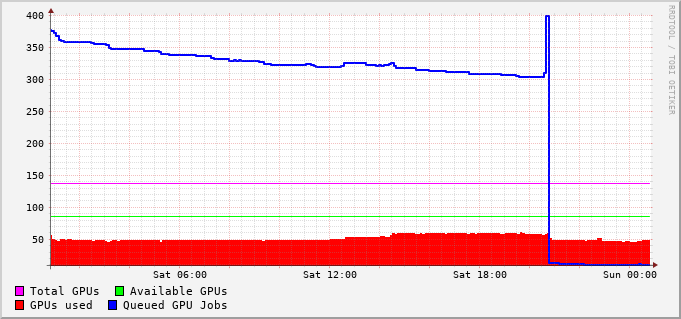 400
350
300
250
200
150
100
50
Sat 06:00 Sat 12:00 Sat 18:00 Sun 00:00
Total GPUs Available GPUs
GPUs used Queued GPU Jobs
RRDTOOL / TOBI OETIKER